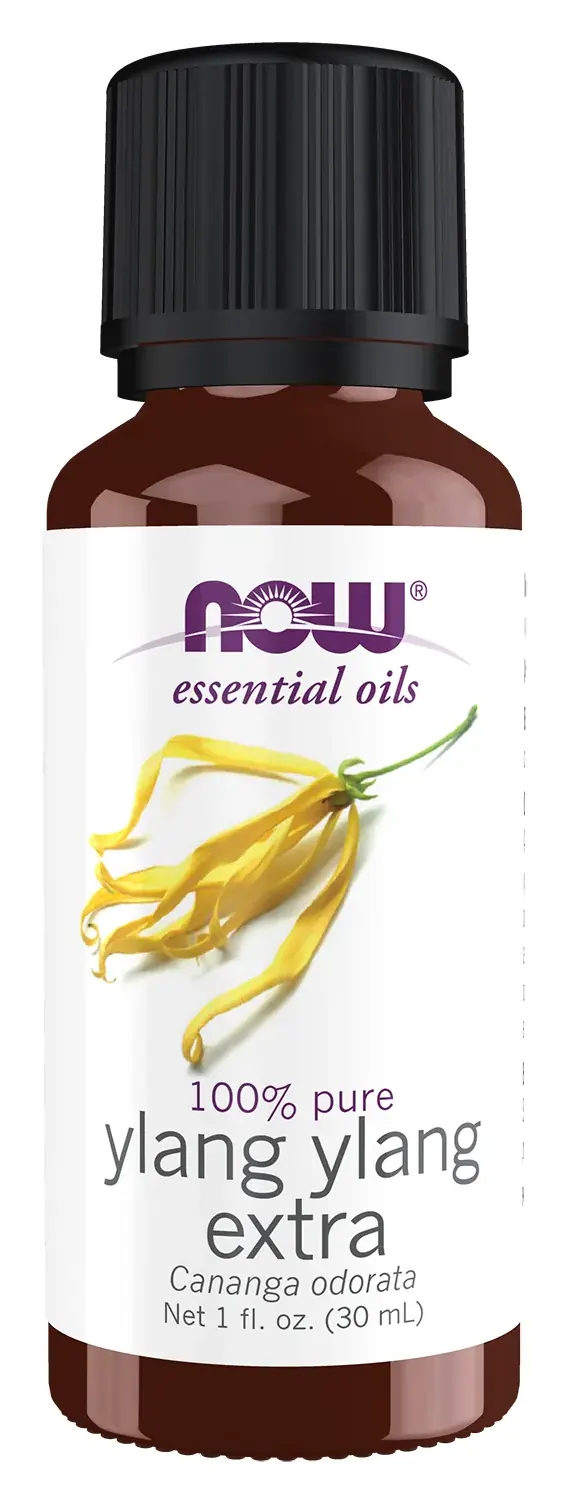 now®
essential oils
100% pure
ylang ylang
extra
Cananga odorata
Net 1 fl. oz. (30 mL)